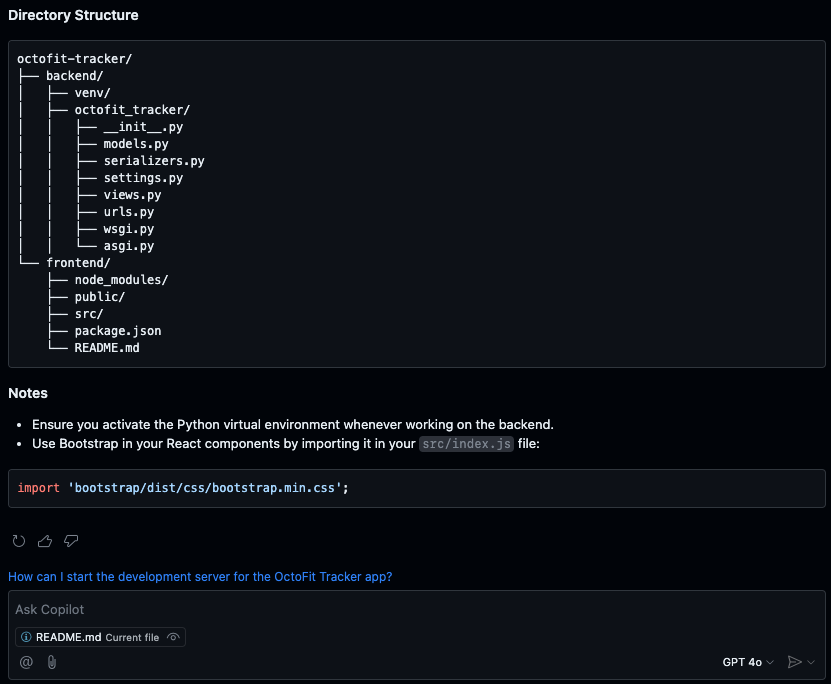 Directory Structure
octofit-tracker/
├── backend/
│   ├── venv/
│   ├── octofit_tracker/
│   │   ├── __init__.py
│   │   ├── models.py
│   │   ├── serializers.py
│   │   ├── settings.py
│   │   ├── views.py
│   │   ├── urls.py
│   │   ├── wsgi.py
│   │   └── asgi.py
└── frontend/
    ├── node_modules/
    ├── public/
    ├── src/
    ├── package.json
    └── README.md
Notes
• Ensure you activate the Python virtual environment whenever working on the backend.
• Use Bootstrap in your React components by importing it in your src/index.js file:
import 'bootstrap/dist/css/bootstrap.min.css';
How can I start the development server for the OctoFit Tracker app?
Ask Copilot
README.md Current file
@
GPT 4o